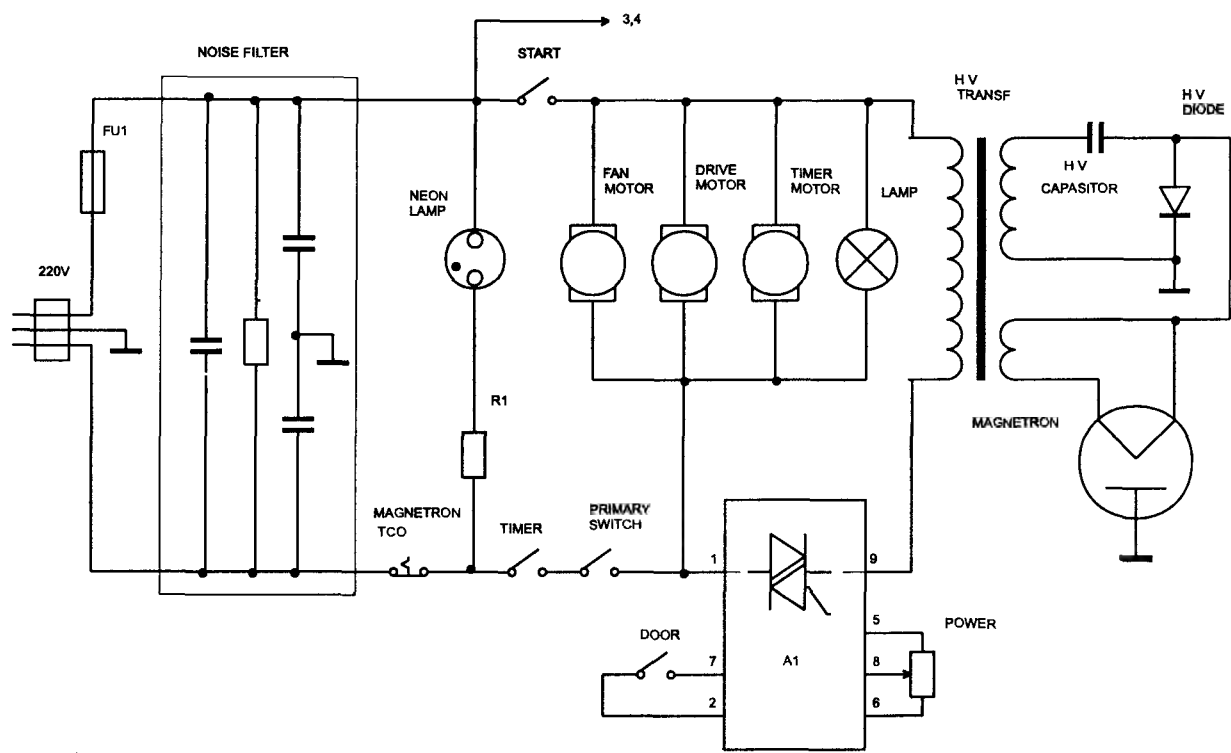 3,4
NOISE FILTER
START
H V
TRANSF
H V
DIODE
FU1
FAN
MOTOR
DRIVE
MOTOR
TIMER
MOTOR
LAMP
H V
CAPASITOR
NEON
LAMP
220V
R1
MAGNETRON
MAGNETRON
TCO
TIMER
PRIMARY
SWITCH
1
9
5
POWER
DOOR
7
A1
8
2
6